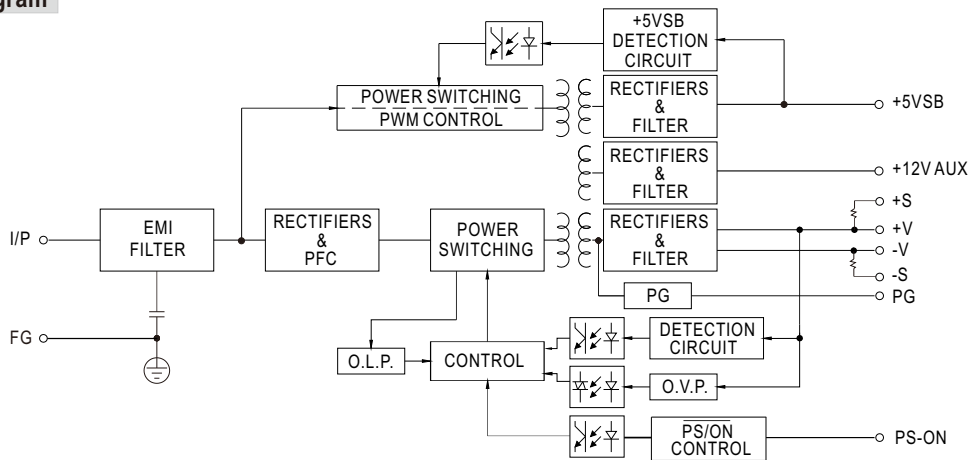 gram
+5VSB
DETECTION
CIRCUIT
POWER SWITCHING
PWM CONTROL
RECTIFIERS
&
FILTER
+5VSB
RECTIFIERS
&
FILTER
+12V AUX
+S
I/P
EMI
FILTER
RECTIFIERS
&
PFC
POWER
SWITCHING
RECTIFIERS
&
FILTER
+V
-V
-S
PG
PG
FG
O.L.P.
CONTROL
DETECTION
CIRCUIT
O.V.P.
PS/ON
CONTROL
PS-ON